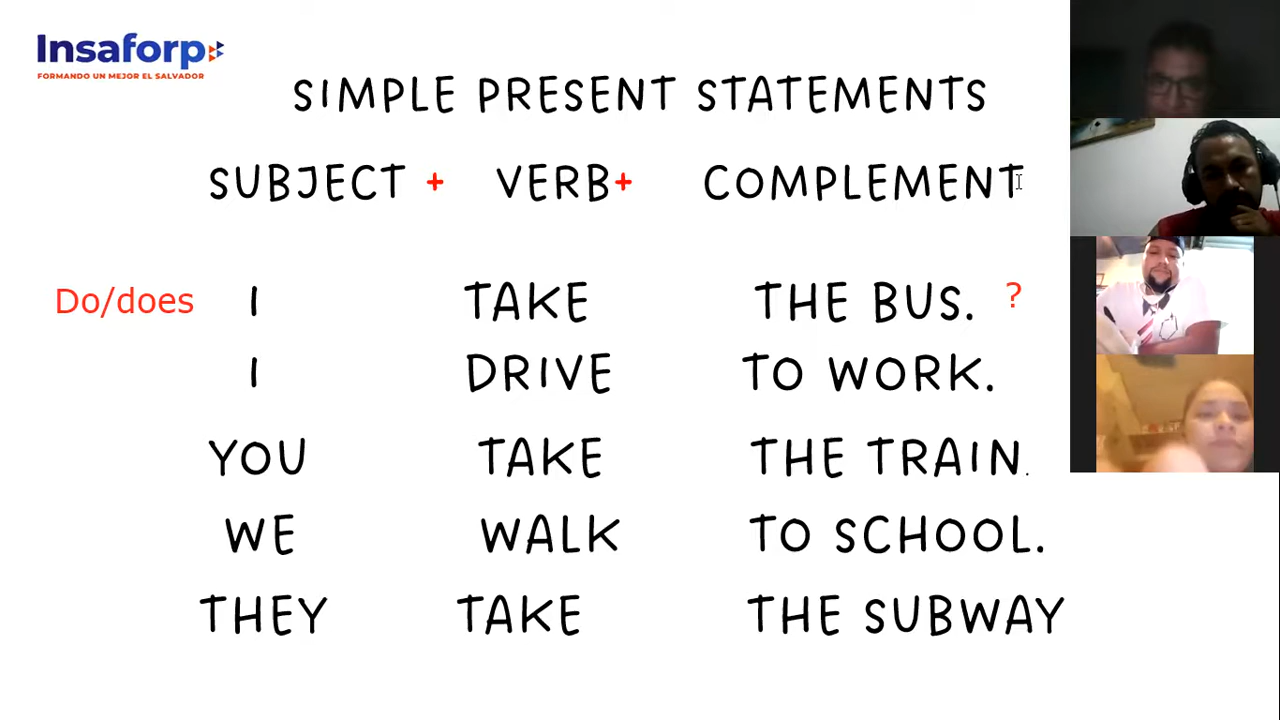 Insaforp
FORMANDO UN MEJOR EL SALVADOR
SIMPLE PRESENT STATEMENTS
SUBJECT + VERB+ COMPLEMENT
Do/does I TAKE THE BUS. ?
I DRIVE TO WORK.
YOU TAKE THE TRAIN.
WE WALK TO SCHOOL.
THEY TAKE THE SUBWAY